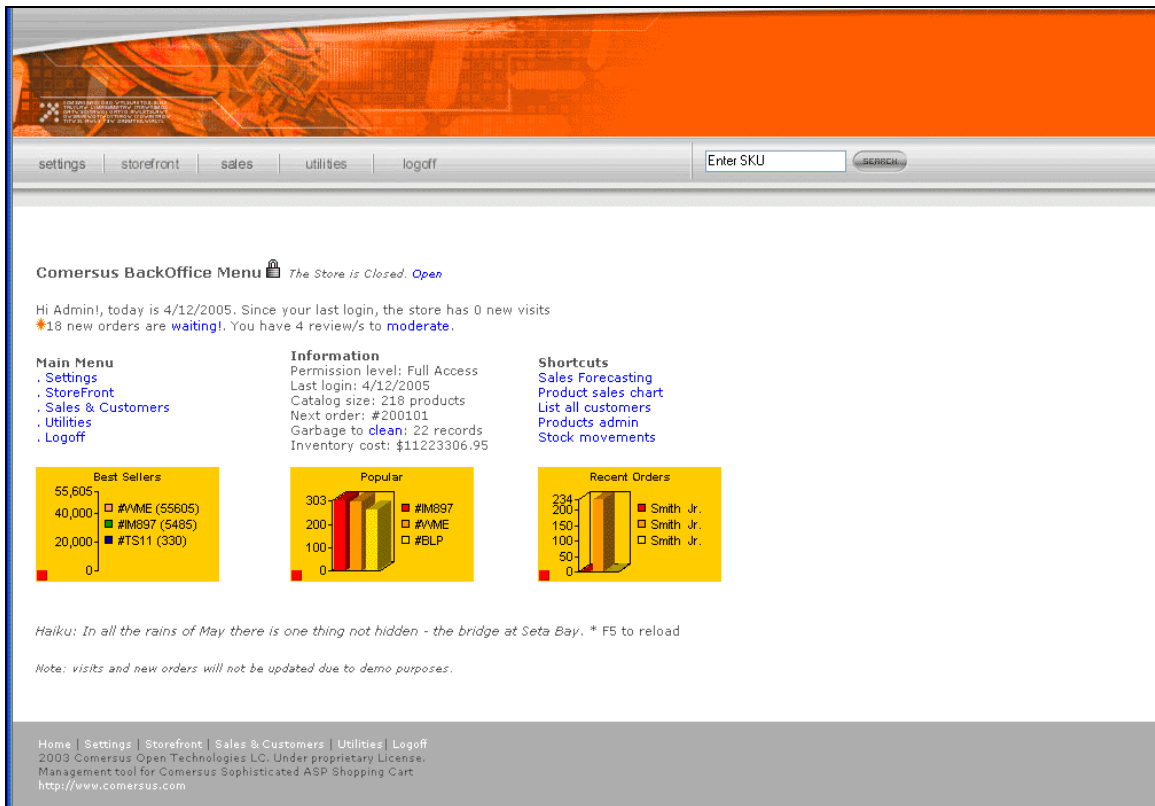 settings storefront sales utilities logoff Enter SKU SEARCH
Comersus BackOffice Menu The Store is Closed. Open
Hi Admin!, today is 4/12/2005. Since your last login, the store has 0 new visits
18 new orders are waiting!. You have 4 review/s to moderate.
Main Menu
. Settings
. StoreFront
. Sales & Customers
. Utilities
. Logoff
Information
Permission level: Full Access
Last login: 4/12/2005
Catalog size: 218 products
Next order: #200101
Garbage to clean: 22 records
Inventory cost: $11223306.95
Shortcuts
Sales Forecasting
Product sales chart
List all customers
Products admin
Stock movements
Best Sellers
55,605
40,000
20,000
0
#WME (55605)
#IM897 (5485)
#TS11 (330)
Popular
303
200
100
0
#IM897
#WME
#BLP
Recent Orders
234
200
150
100
50
0
Smith Jr.
Smith Jr.
Smith Jr.
Haiku: In all the rains of May there is one thing not hidden - the bridge at Seta Bay. * F5 to reload
Note: visits and new orders will not be updated due to demo purposes.
Home | Settings | Storefront | Sales & Customers | Utilities | Logoff
2003 Comersus Open Technologies LC. Under proprietary License.
Management tool for Comersus Sophisticated ASP Shopping Cart
http://www.comersus.com